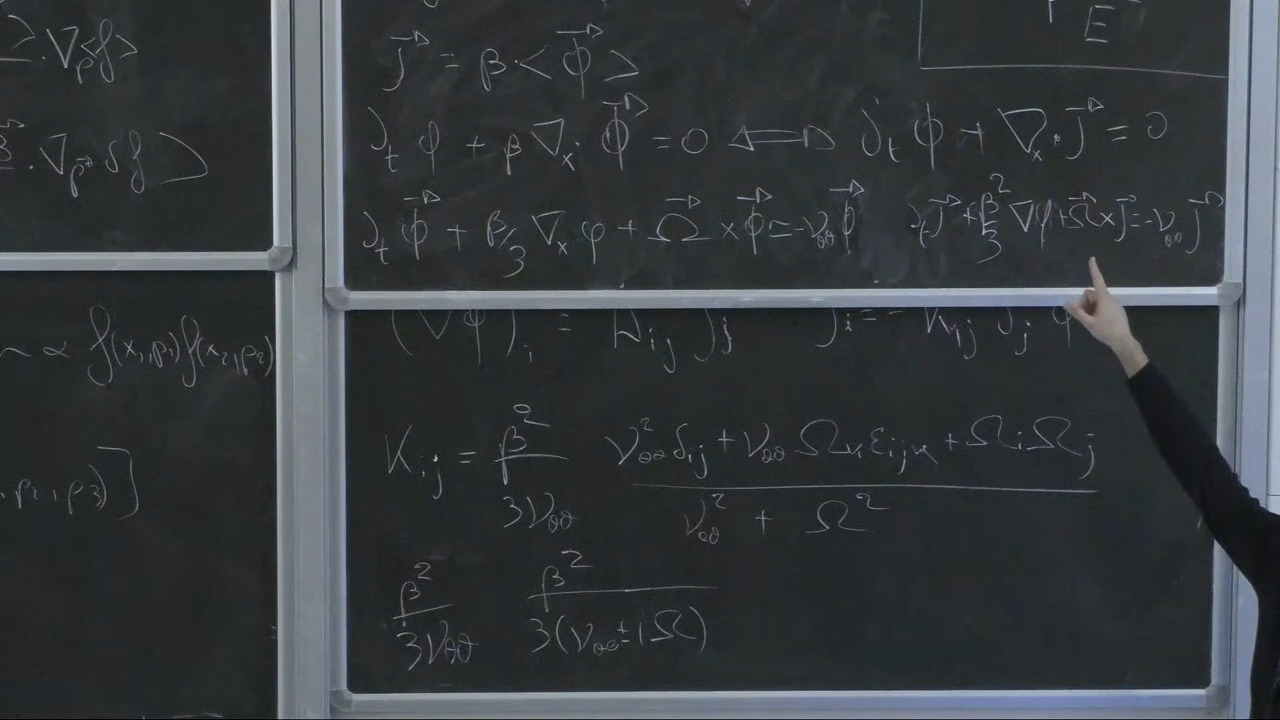 · ∇_p <f>
· ∇_p⃗ δf >
∝ f(x₁,p₁)f(x₂,p₂)
, p₂, p₃)]
E
j⃗ = β·<Φ⃗>
∂_t φ + β ∇_x · Φ⃗ = 0 ⟺ ∂_t φ + ∇_x · j⃗ = 0
∂_t Φ⃗ + β/3 ∇_x φ + Ω⃗ × Φ⃗ = -ν_θθ Φ⃗ ∂_t j⃗ + β²/3 ∇φ + Ω⃗ × j⃗ = -ν_θθ j⃗
(∇φ)_i = j_j j_i = - K_ij ∂_j φ
K_ij = β²/3ν_θθ (ν_θθ² δ_ij + ν_θθ Ω_k ε_ijk + Ω_i Ω_j)/(ν_θθ² + Ω²)
β²/3ν_θθ β²/3(ν_θθ ± iΩ)